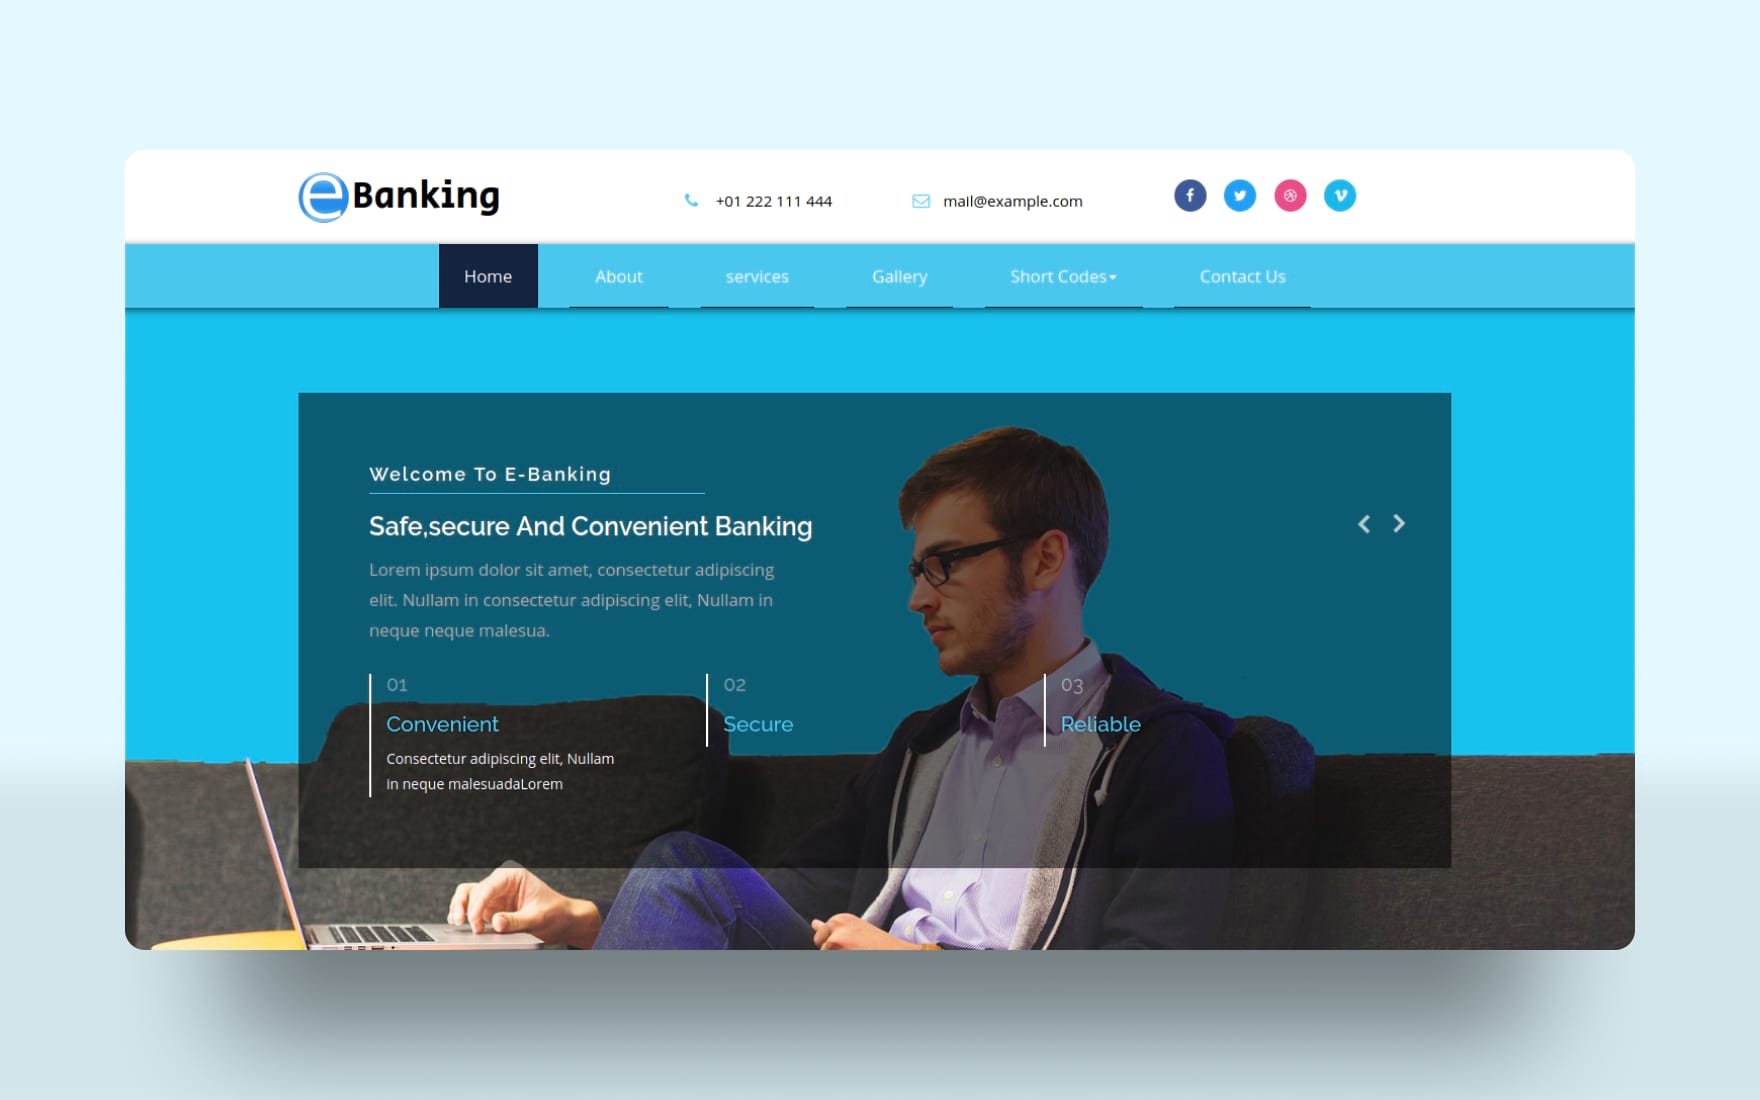 eBanking
+01 222 111 444
mail@example.com
Home
About
services
Gallery
Short Codes
Contact Us
Welcome To E-Banking
Safe,secure And Convenient Banking
Lorem ipsum dolor sit amet, consectetur adipiscing
elit. Nullam in consectetur adipiscing elit, Nullam in
neque neque malesua.
01
Convenient
Consectetur adipiscing elit, Nullam
in neque malesuadaLorem
02
Secure
03
Reliable